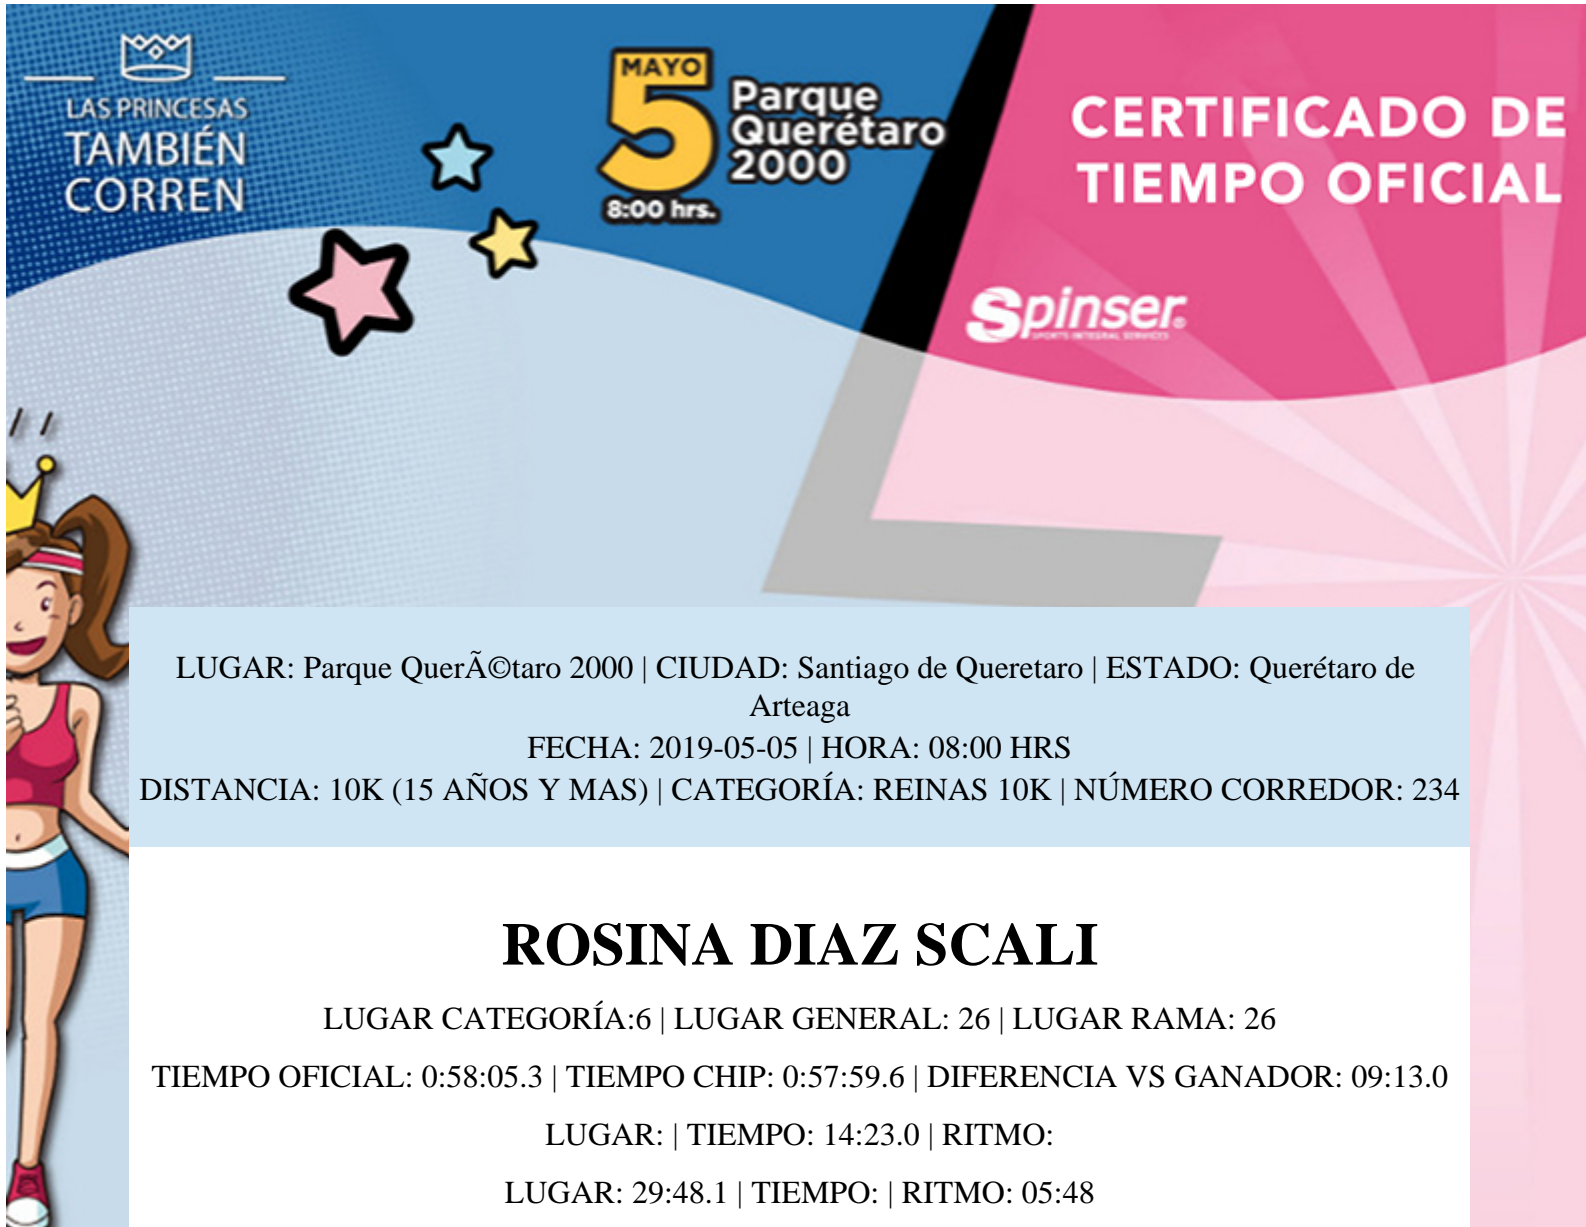 LAS PRINCESAS
TAMBIÉN
CORREN
MAYO
5
8:00 hrs.
Parque
Querétaro
2000
CERTIFICADO DE
TIEMPO OFICIAL
Spinser®
SPORTS INTEGRAL SERVICES
LUGAR: Parque QuerÃ©taro 2000 | CIUDAD: Santiago de Queretaro | ESTADO: Querétaro de
Arteaga
FECHA: 2019-05-05 | HORA: 08:00 HRS
DISTANCIA: 10K (15 AÑOS Y MAS) | CATEGORÍA: REINAS 10K | NÚMERO CORREDOR: 234
ROSINA DIAZ SCALI
LUGAR CATEGORÍA:6 | LUGAR GENERAL: 26 | LUGAR RAMA: 26
TIEMPO OFICIAL: 0:58:05.3 | TIEMPO CHIP: 0:57:59.6 | DIFERENCIA VS GANADOR: 09:13.0
LUGAR: | TIEMPO: 14:23.0 | RITMO:
LUGAR: 29:48.1 | TIEMPO: | RITMO: 05:48